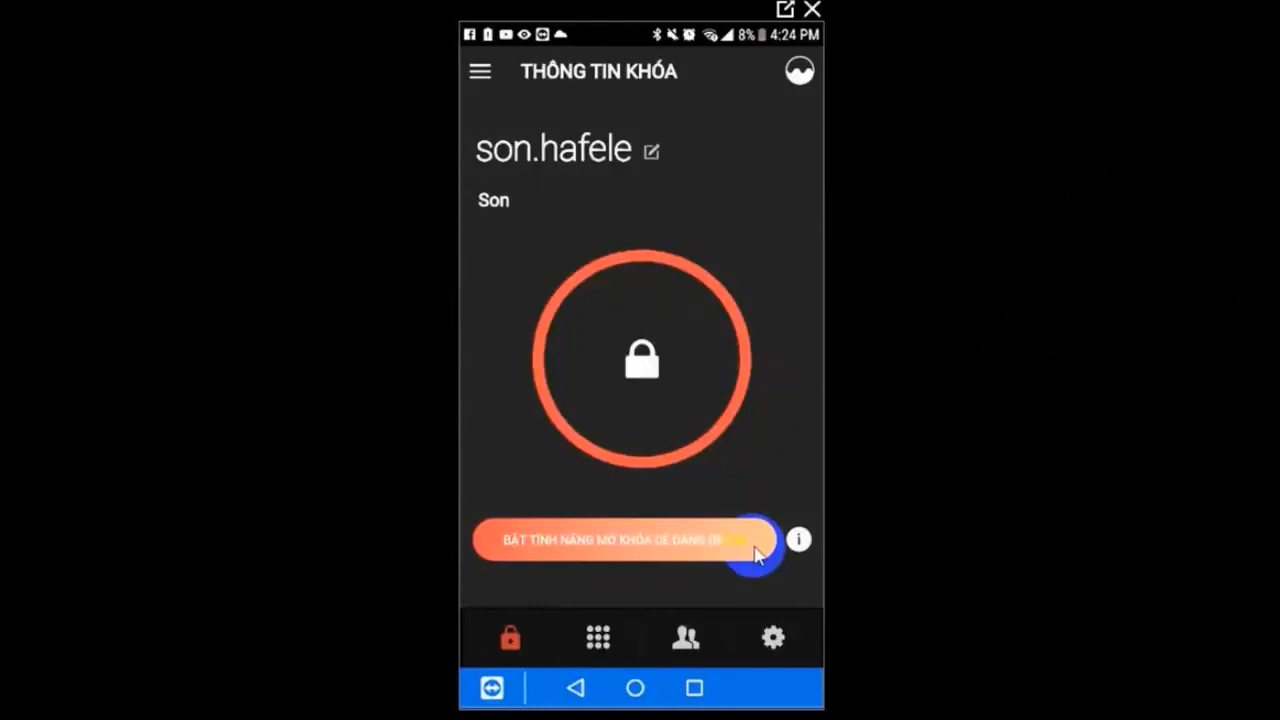 8% 4:24 PM
THÔNG TIN KHÓA
son.hafele
Son
BẬT TÍNH NĂNG MỞ KHÓA DỄ DÀNG